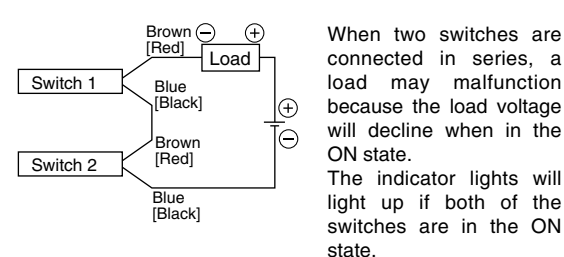 Brown
[Red]
⊖ ⊕
Load
Switch 1
Blue
[Black]
⊕
⊖
Brown
[Red]
Switch 2
Blue
[Black]
When two switches are
connected in series, a
load may malfunction
because the load voltage
will decline when in the
ON state.
The indicator lights will
light up if both of the
switches are in the ON
state.